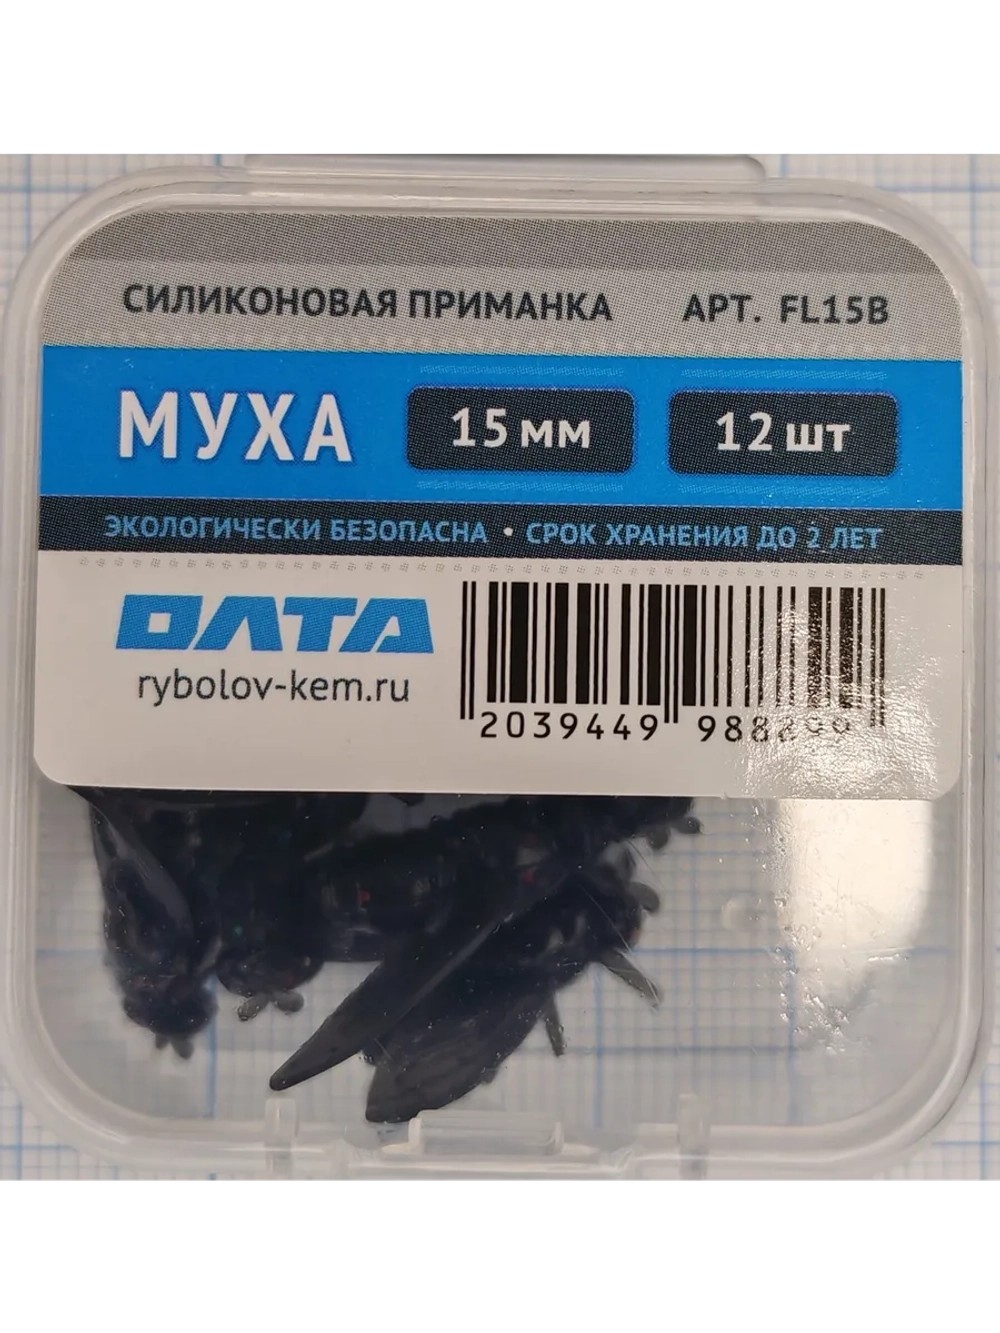 СИЛИКОНОВАЯ ПРИМАНКА АРТ. FL15B
МУХА 15 мм 12 шт
ЭКОЛОГИЧЕСКИ БЕЗОПАСНА • СРОК ХРАНЕНИЯ ДО 2 ЛЕТ
ОЛТА
rybolov-kem.ru
2039449